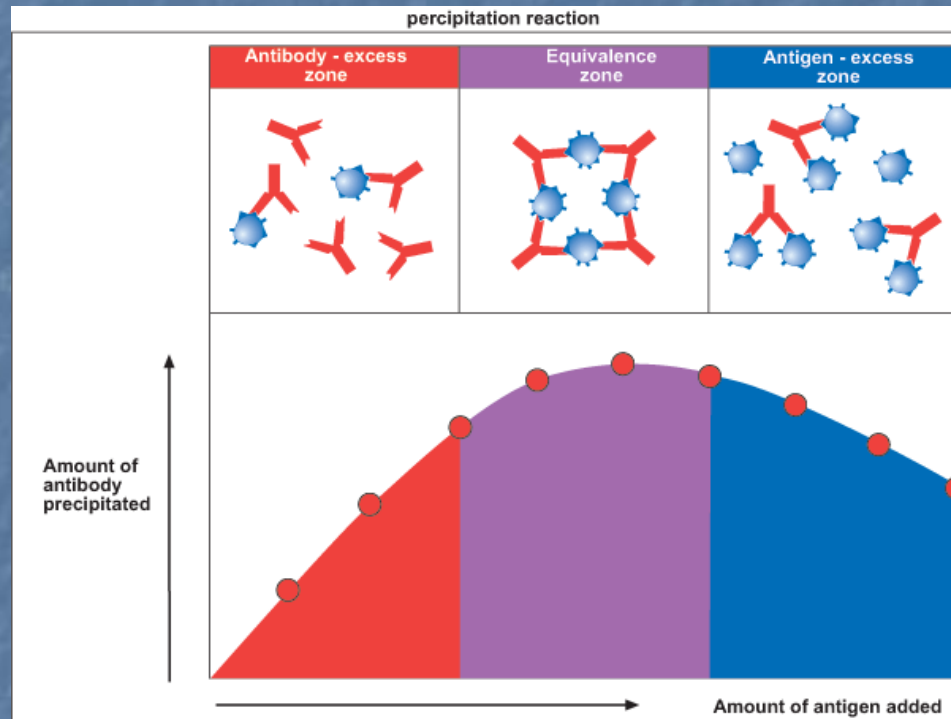 percipitation reaction
Antibody - excess
zone
Equivalence
zone
Antigen - excess
zone
Amount of
antibody
precipitated
Amount of antigen added